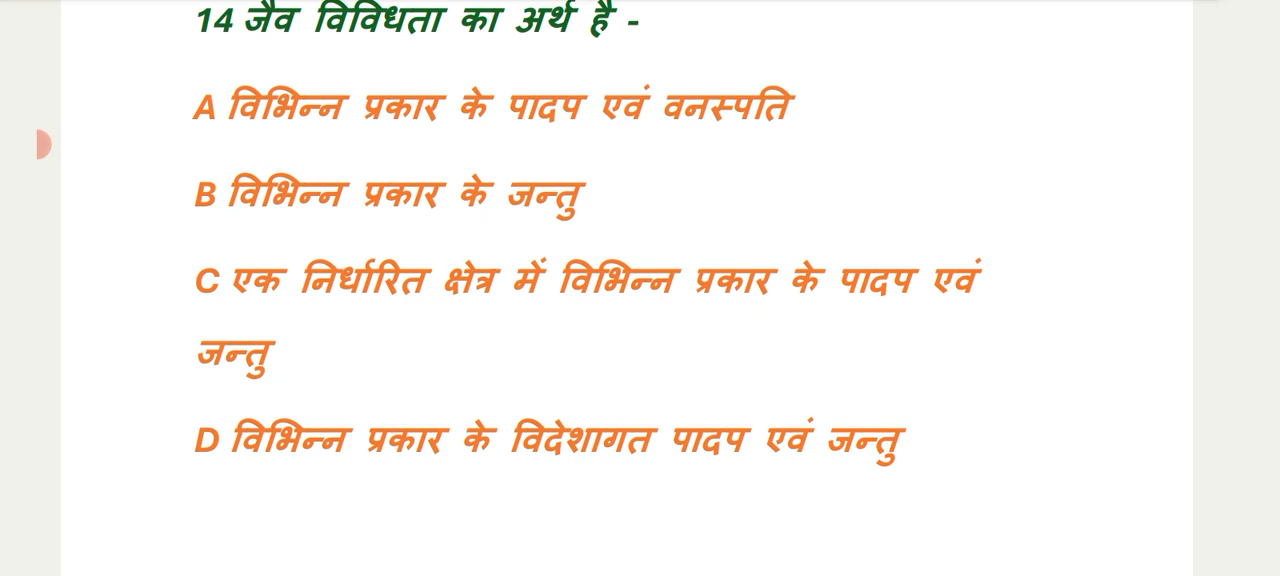 14 जैव विविधता का अर्थ है -
A विभिन्न प्रकार के पादप एवं वनस्पति
B विभिन्न प्रकार के जन्तु
C एक निर्धारित क्षेत्र में विभिन्न प्रकार के पादप एवं
जन्तु
D विभिन्न प्रकार के विदेशागत पादप एवं जन्तु